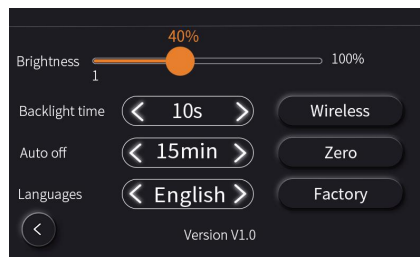 40%
Brightness 100%
1
Backlight time 10s Wireless
Auto off 15min Zero
Languages English Factory
Version V1.0